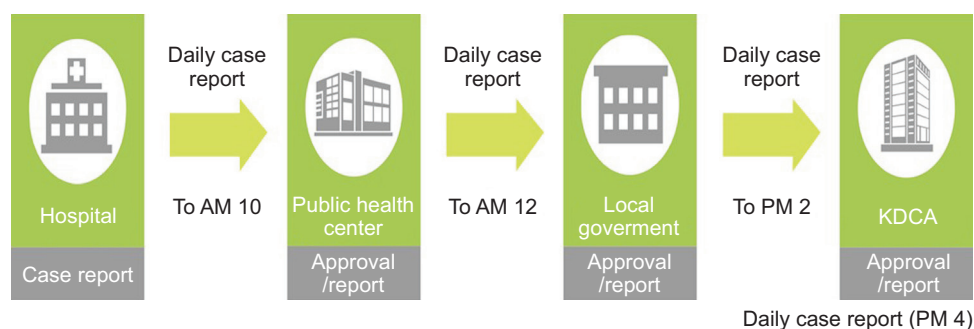 Hospital
Case report
Daily case
report
To AM 10
Public health
center
Approval
/report
Daily case
report
To AM 12
Local
goverment
Approval
/report
Daily case
report
To PM 2
KDCA
Approval
/report
Daily case report (PM 4)